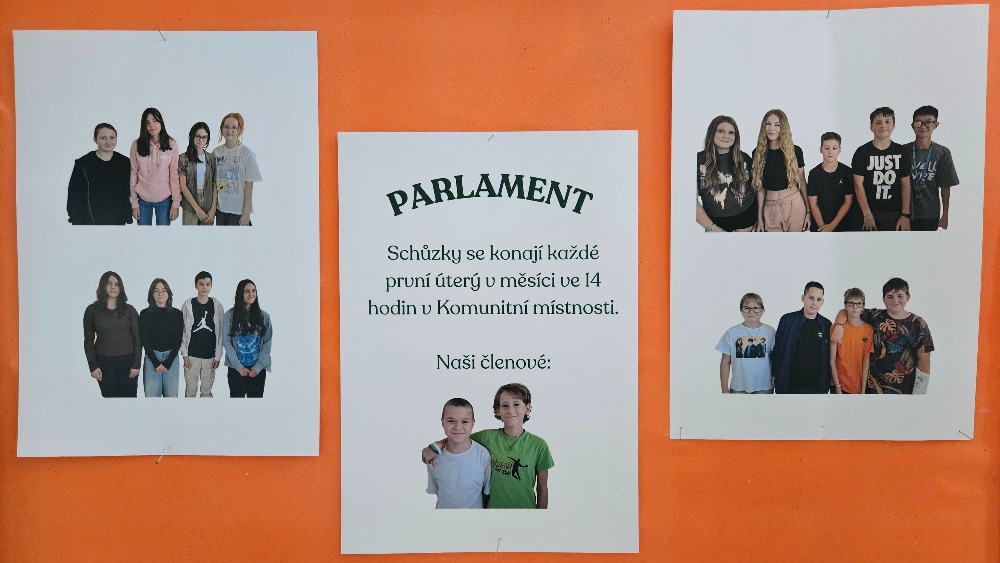 PARLAMENT
Schůzky se konají každé
první úterý v měsíci ve 14
hodin v Komunitní místnosti.
Naši členové:
JUST
DO
IT.